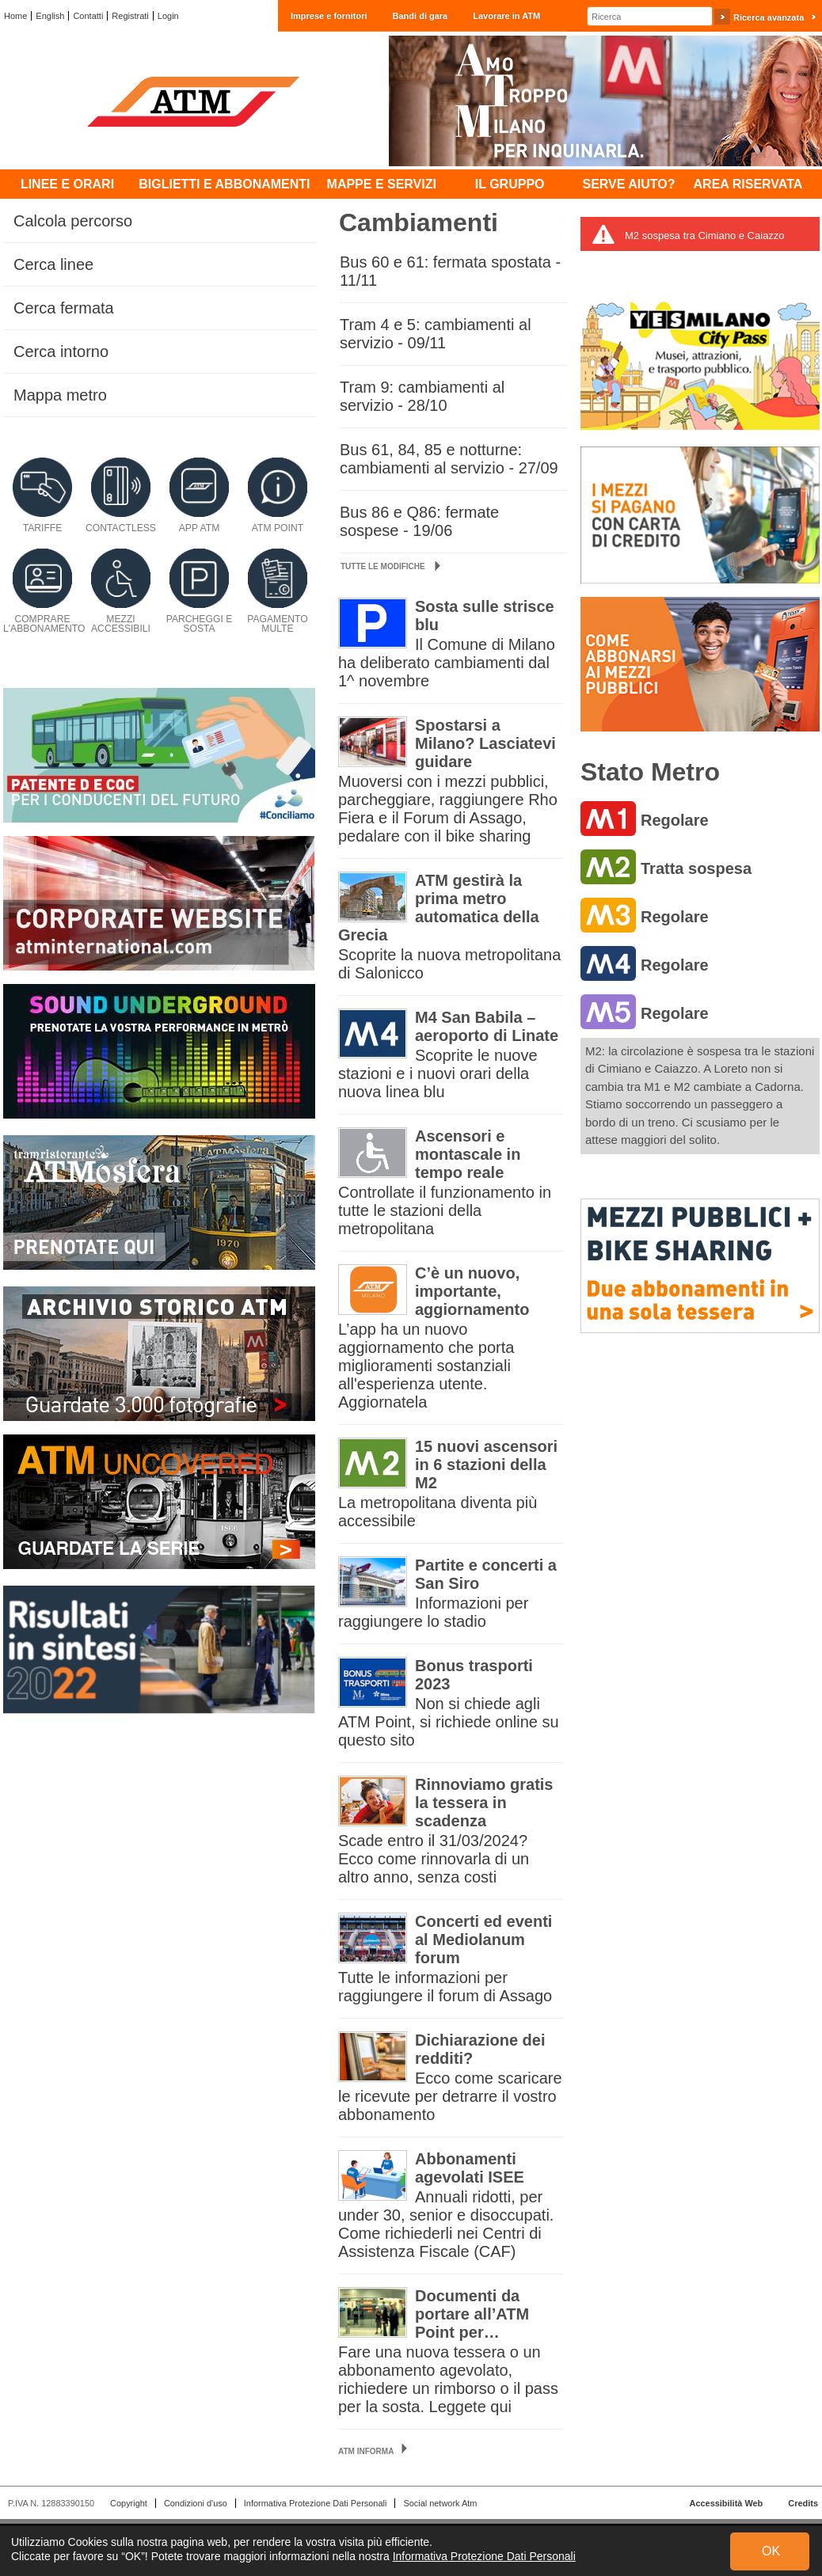 Home
English
Contatti
Registrati
Login
Imprese e fornitori
Bandi di gara
Lavorare in ATM
Ricerca
Ricerca avanzata
ATM
AMO
TROPPO
MILANO
PER INQUINARLA.
M
LINEE E ORARI
BIGLIETTI E ABBONAMENTI
MAPPE E SERVIZI
IL GRUPPO
SERVE AIUTO?
AREA RISERVATA
Calcola percorso
Cerca linee
Cerca fermata
Cerca intorno
Mappa metro
TARIFFE
CONTACTLESS
APP ATM
ATM POINT
COMPRARE
L'ABBONAMENTO
MEZZI
ACCESSIBILI
PARCHEGGI E
SOSTA
PAGAMENTO
MULTE
PATENTE D E CQC
PER I CONDUCENTI DEL FUTURO
#Conciliamo
CORPORATE WEBSITE
atminternational.com
SOUND UNDERGROUND
PRENOTATE LA VOSTRA PERFORMANCE IN METRÒ
tramristorante
ATMosfera
PRENOTATE QUI
1970
ARCHIVIO STORICO ATM
Guardate 3.000 fotografie >
ATM UNCOVERED
GUARDATE LA SERIE >
Risultati
in sintesi
2022
Cambiamenti
Bus 60 e 61: fermata spostata -
11/11
Tram 4 e 5: cambiamenti al
servizio - 09/11
Tram 9: cambiamenti al
servizio - 28/10
Bus 61, 84, 85 e notturne:
cambiamenti al servizio - 27/09
Bus 86 e Q86: fermate
sospese - 19/06
TUTTE LE MODIFICHE
P
Sosta sulle strisce
blu
Il Comune di Milano
ha deliberato cambiamenti dal
1^ novembre
Spostarsi a
Milano? Lasciatevi
guidare
Muoversi con i mezzi pubblici,
parcheggiare, raggiungere Rho
Fiera e il Forum di Assago,
pedalare con il bike sharing
ATM gestirà la
prima metro
automatica della
Grecia
Scoprite la nuova metropolitana
di Salonicco
M4
M4 San Babila –
aeroporto di Linate
Scoprite le nuove
stazioni e i nuovi orari della
nuova linea blu
Ascensori e
montascale in
tempo reale
Controllate il funzionamento in
tutte le stazioni della
metropolitana
ATM
MILANO
C’è un nuovo,
importante,
aggiornamento
L’app ha un nuovo
aggiornamento che porta
miglioramenti sostanziali
all'esperienza utente.
Aggiornatela
M2
15 nuovi ascensori
in 6 stazioni della
M2
La metropolitana diventa più
accessibile
Partite e concerti a
San Siro
Informazioni per
raggiungere lo stadio
BONUS
TRASPORTI
Bonus trasporti
2023
Non si chiede agli
ATM Point, si richiede online su
questo sito
Rinnoviamo gratis
la tessera in
scadenza
Scade entro il 31/03/2024?
Ecco come rinnovarla di un
altro anno, senza costi
Concerti ed eventi
al Mediolanum
forum
Tutte le informazioni per
raggiungere il forum di Assago
Dichiarazione dei
redditi?
Ecco come scaricare
le ricevute per detrarre il vostro
abbonamento
Abbonamenti
agevolati ISEE
Annuali ridotti, per
under 30, senior e disoccupati.
Come richiederli nei Centri di
Assistenza Fiscale (CAF)
Documenti da
portare all’ATM
Point per…
Fare una nuova tessera o un
abbonamento agevolato,
richiedere un rimborso o il pass
per la sosta. Leggete qui
ATM INFORMA
M2 sospesa tra Cimiano e Caiazzo
YESMILANO
City Pass
Musei, attrazioni,
e trasporto pubblico.
I MEZZI
SI PAGANO
CON CARTA
DI CREDITO
COME
ABBONARSI
AI MEZZI
PUBBLICI
Stato Metro
M1 Regolare
M2 Tratta sospesa
M3 Regolare
M4 Regolare
M5 Regolare
M2: la circolazione è sospesa tra le stazioni
di Cimiano e Caiazzo. A Loreto non si
cambia tra M1 e M2 cambiate a Cadorna.
Stiamo soccorrendo un passeggero a
bordo di un treno. Ci scusiamo per le
attese maggiori del solito.
MEZZI PUBBLICI +
BIKE SHARING
Due abbonamenti in
una sola tessera >
P.IVA N. 12883390150
Copyright
Condizioni d'uso
Informativa Protezione Dati Personali
Social network Atm
Accessibilità Web
Credits
Utilizziamo Cookies sulla nostra pagina web, per rendere la vostra visita più efficiente.
Cliccate per favore su “OK”! Potete trovare maggiori informazioni nella nostra Informativa Protezione Dati Personali
OK